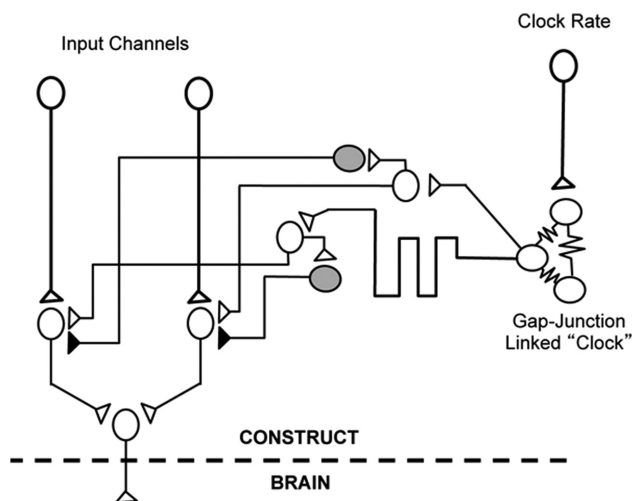 Clock Rate
Input Channels
Gap-Junction
Linked “Clock”
CONSTRUCT
BRAIN